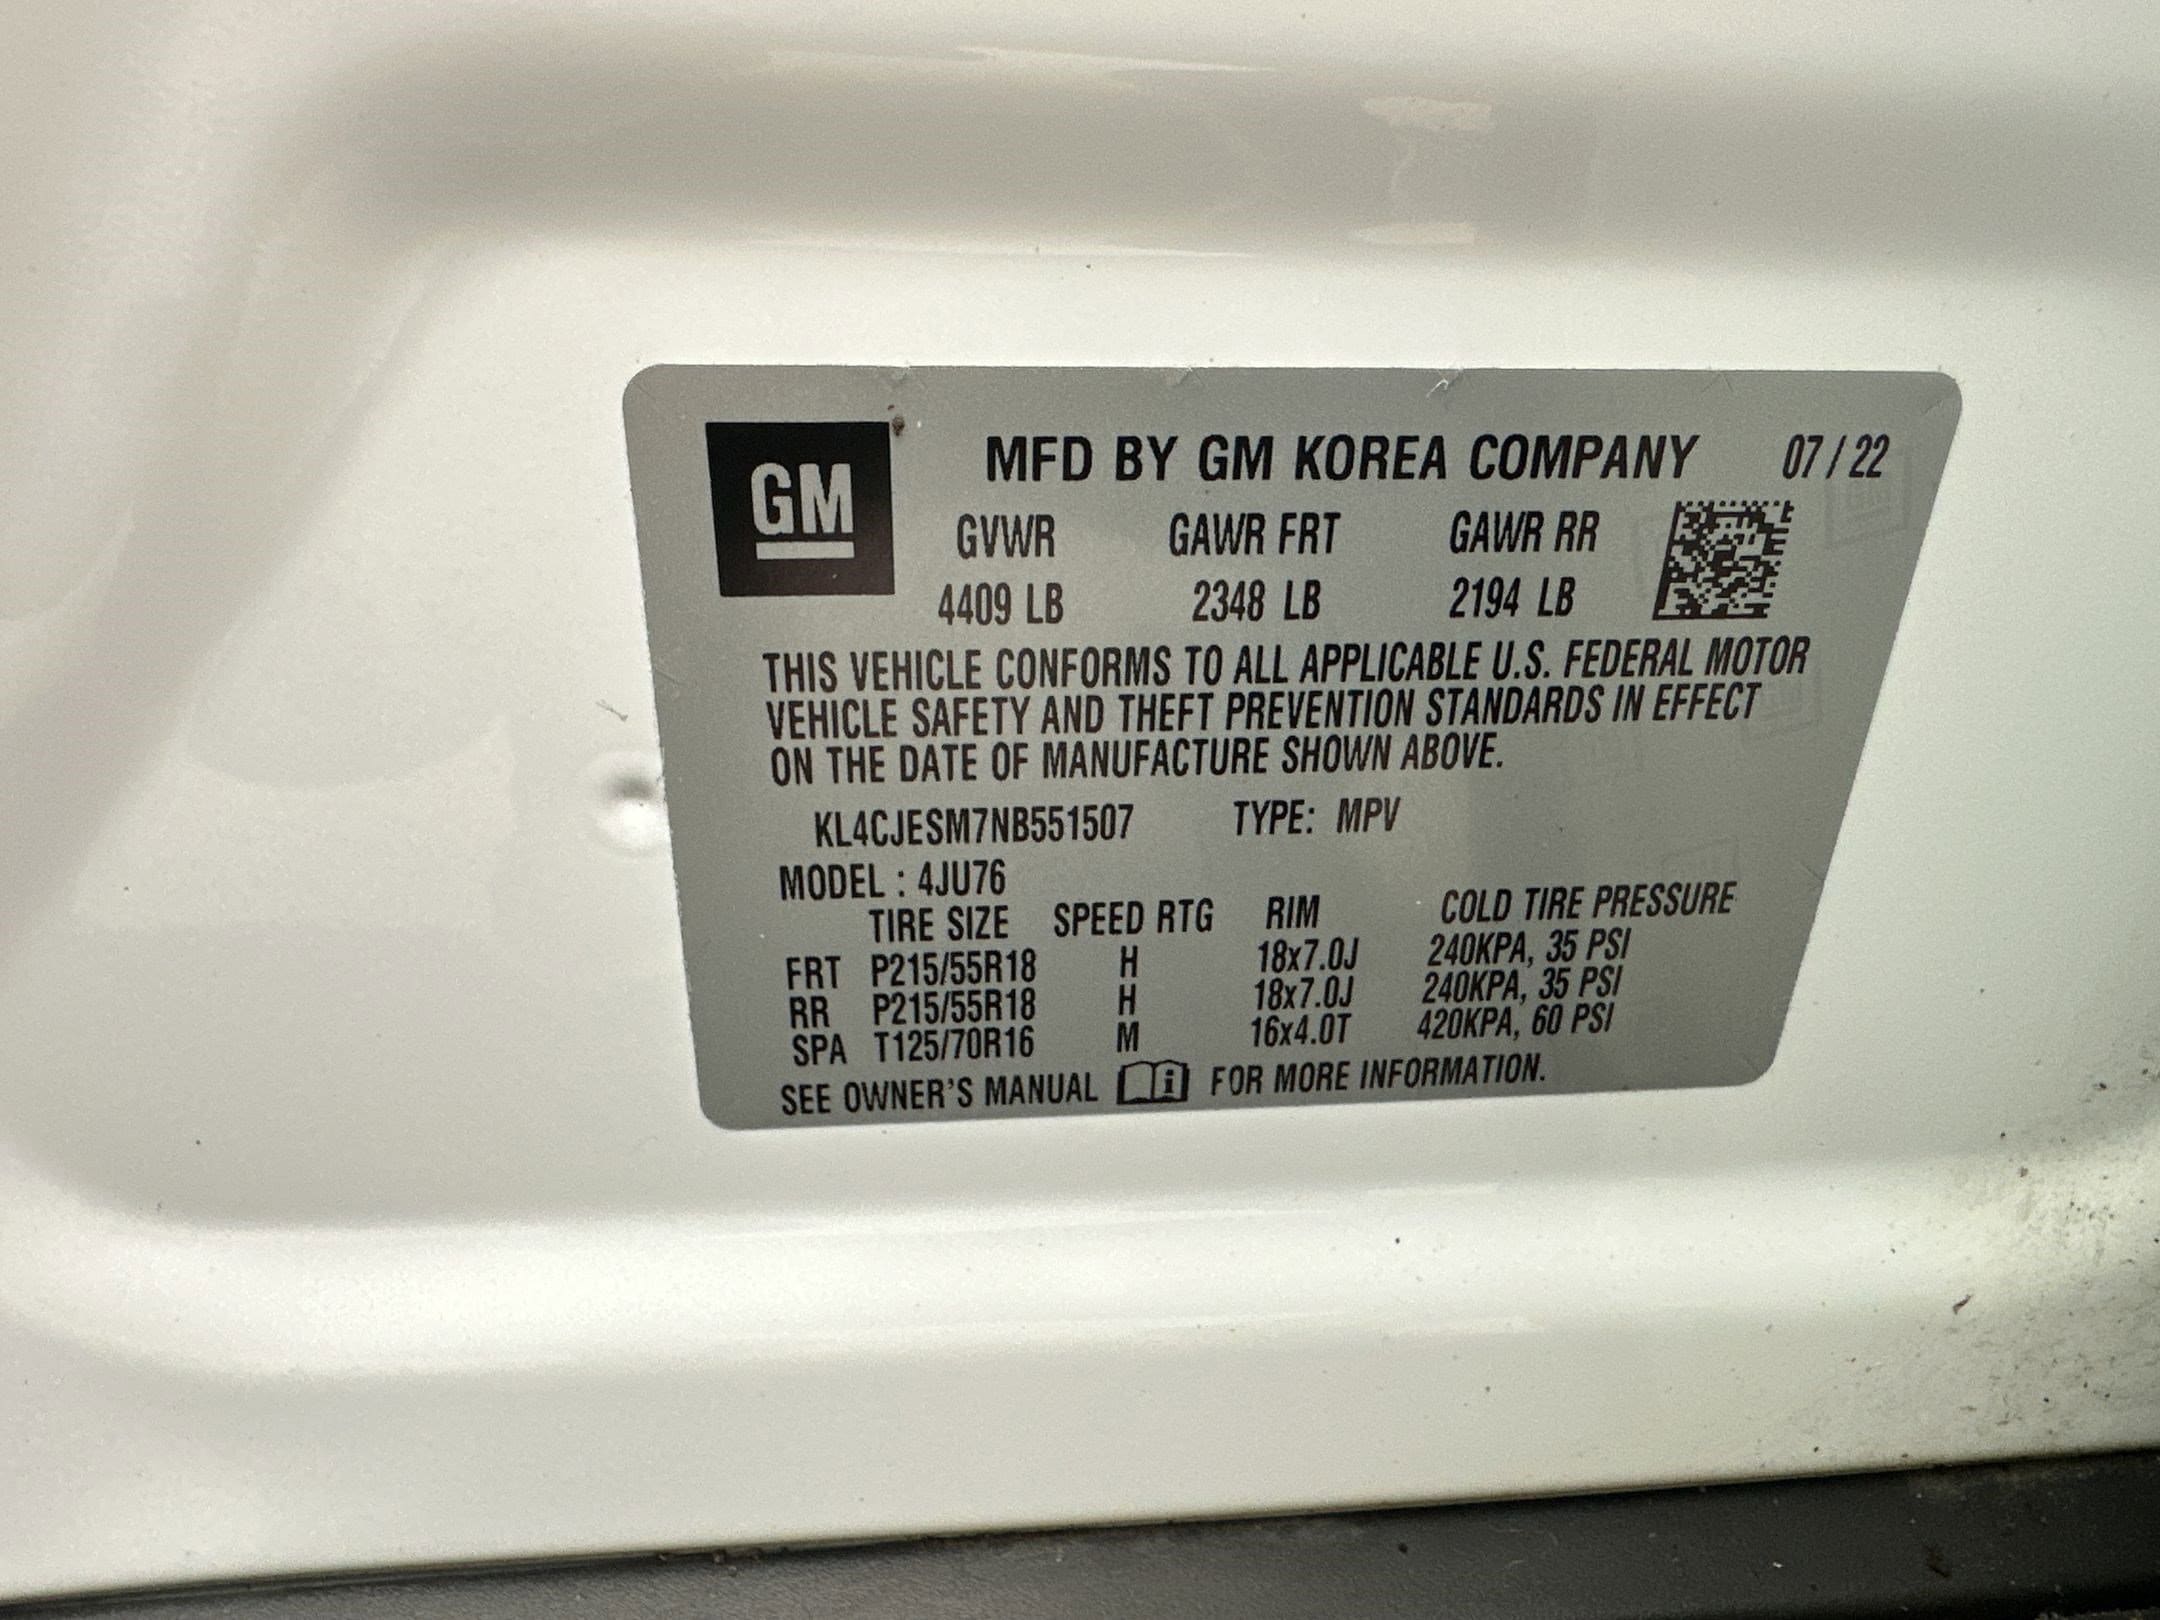 GM MFD BY GM KOREA COMPANY 07/22
GVWR GAWR FRT GAWR RR
4409 LB 2348 LB 2194 LB
THIS VEHICLE CONFORMS TO ALL APPLICABLE U.S. FEDERAL MOTOR
VEHICLE SAFETY AND THEFT PREVENTION STANDARDS IN EFFECT
ON THE DATE OF MANUFACTURE SHOWN ABOVE.
KL4CJESM7NB551507 TYPE: MPV
MODEL : 4JU76
TIRE SIZE SPEED RTG RIM COLD TIRE PRESSURE
FRT P215/55R18 H 18x7.0J 240KPA, 35 PSI
RR P215/55R18 H 18x7.0J 240KPA, 35 PSI
SPA T125/70R16 M 16x4.0T 420KPA, 60 PSI
SEE OWNER'S MANUAL i FOR MORE INFORMATION.